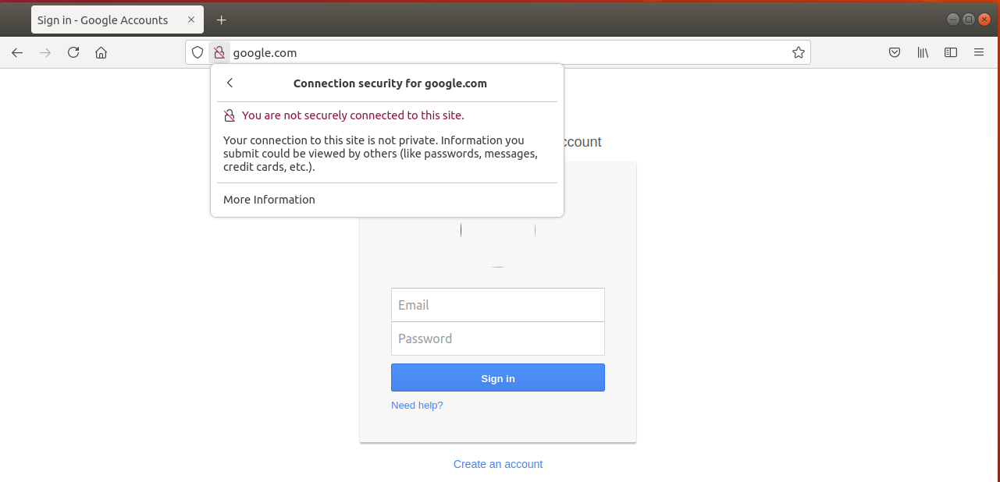 Sign in - Google Accounts
google.com
Connection security for google.com
You are not securely connected to this site.
Your connection to this site is not private. Information you
submit could be viewed by others (like passwords, messages,
credit cards, etc.).
More Information
Email
Password
Sign in
Need help?
Create an account